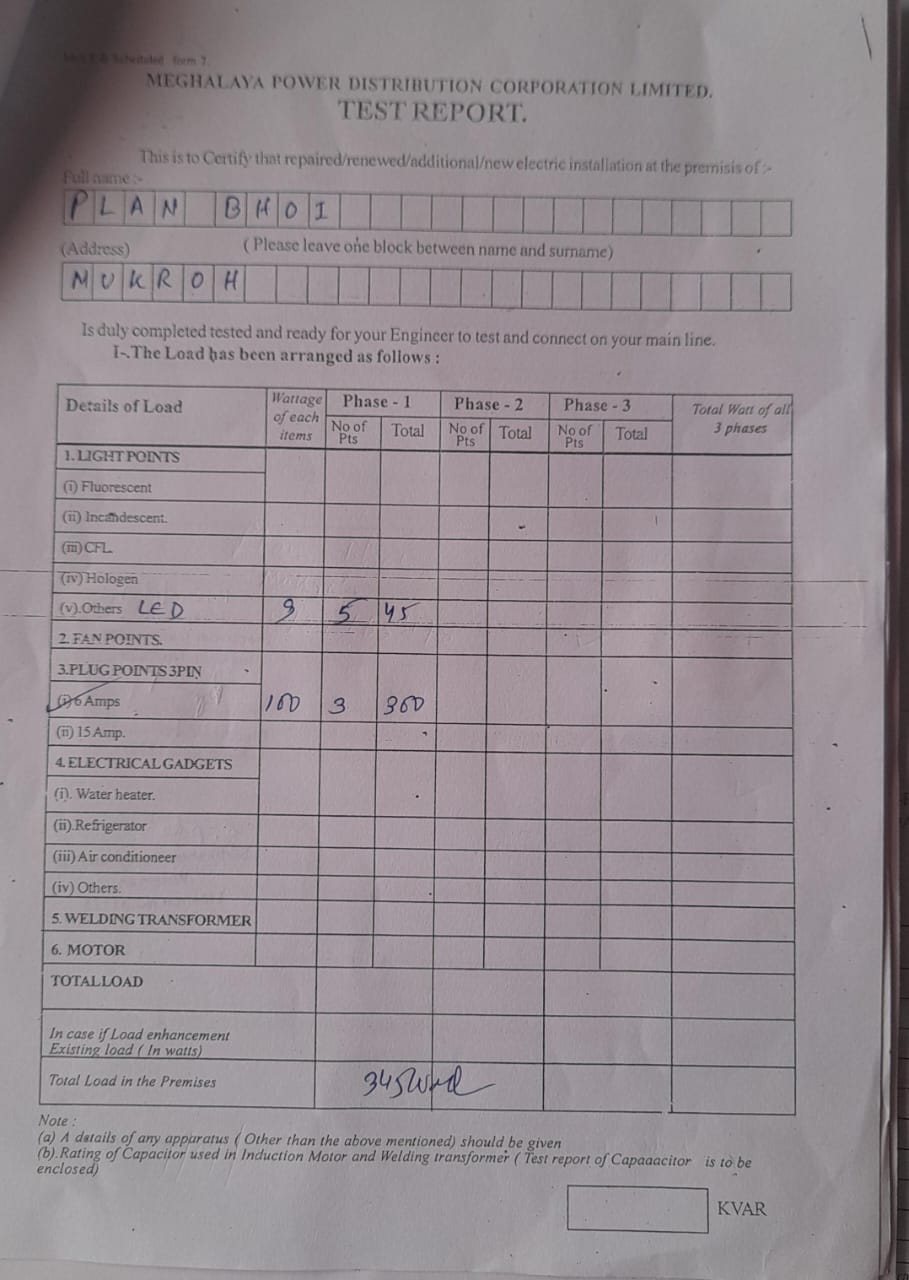 Scheduled form 7.
MEGHALAYA POWER DISTRIBUTION CORPORATION LIMITED.
TEST REPORT.
This is to Certify that repaired/renewed/additional/new electric installation at the premisis of :-
Full name :-
PLAN BHOI
(Address) ( Please leave one block between name and surname)
MUKROH
Is duly completed tested and ready for your Engineer to test and connect on your main line.
I-.The Load has been arranged as follows :
Details of Load Wattage of each items Phase - 1 Phase - 2 Phase - 3 Total Watt of all 3 phases
No of Pts Total No of Pts Total No of Pts Total
1. LIGHT POINTS
(i) Fluorescent
(ii) Incandescent.
(iii) CFL
(iv) Hologen
(v).Others LED 9 5 45
2. FAN POINTS.
3.PLUG POINTS 3PIN
(i) 6 Amps 100 3 300
(ii) 15 Amp.
4. ELECTRICAL GADGETS
(i). Water heater.
(ii).Refrigerator
(iii) Air conditioneer
(iv) Others.
5. WELDING TRANSFORMER
6. MOTOR
TOTAL LOAD
In case if Load enhancement
Existing load ( In watts)
Total Load in the Premises 345
Note :
(a) A details of any apparatus ( Other than the above mentioned) should be given
(b).Rating of Capacitor used in Induction Motor and Welding transformer ( Test report of Capaaacitor is to be
enclosed)
KVAR